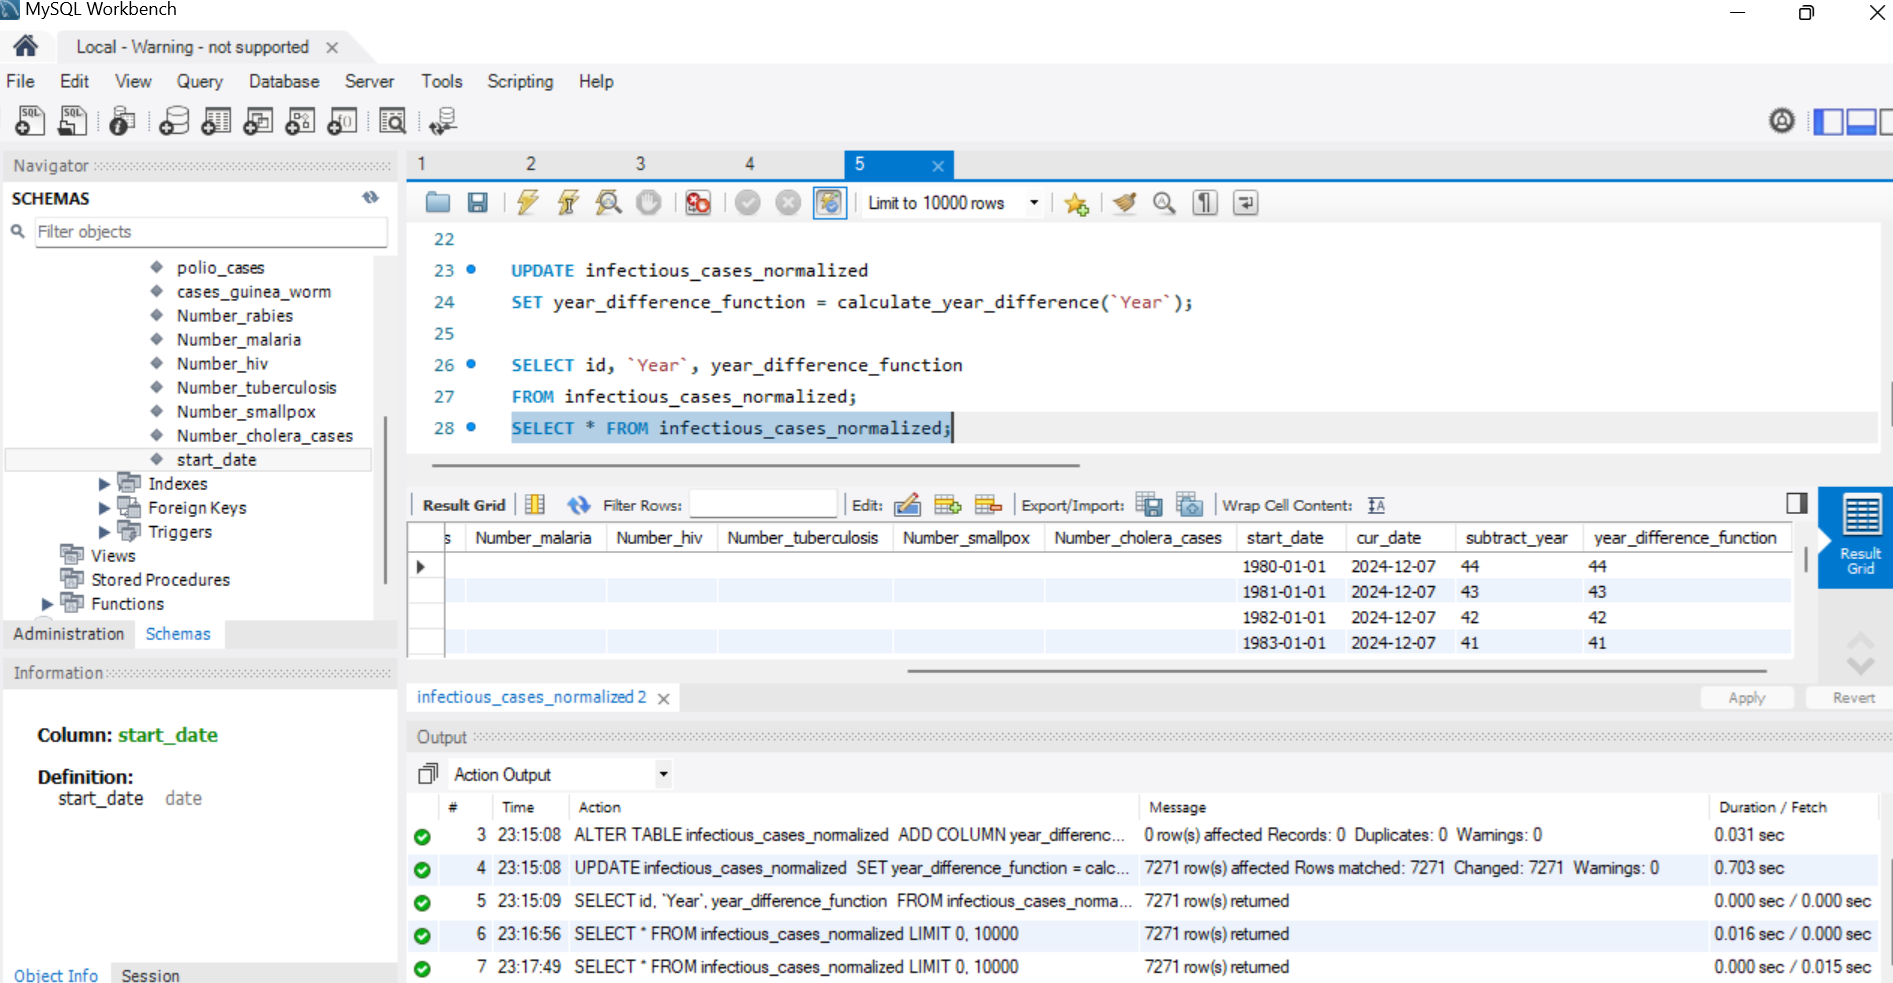 MySQL Workbench
Local - Warning - not supported
File Edit View Query Database Server Tools Scripting Help
Navigator
SCHEMAS
Filter objects
polio_cases
cases_guinea_worm
Number_rabies
Number_malaria
Number_hiv
Number_tuberculosis
Number_smallpox
Number_cholera_cases
start_date
Indexes
Foreign Keys
Triggers
Views
Stored Procedures
Functions
Administration Schemas
Information
Column: start_date
Definition:
start_date date
Object Info Session
1 2 3 4 5
Limit to 10000 rows
22
23 UPDATE infectious_cases_normalized
24 SET year_difference_function = calculate_year_difference(`Year`);
25
26 SELECT id, `Year`, year_difference_function
27 FROM infectious_cases_normalized;
28 SELECT * FROM infectious_cases_normalized;
Result Grid Filter Rows: Edit: Export/Import: Wrap Cell Content:
s Number_malaria Number_hiv Number_tuberculosis Number_smallpox Number_cholera_cases start_date cur_date subtract_year year_difference_function
1980-01-01 2024-12-07 44 44
1981-01-01 2024-12-07 43 43
1982-01-01 2024-12-07 42 42
1983-01-01 2024-12-07 41 41
Result
Grid
infectious_cases_normalized 2
Apply Revert
Output
Action Output
# Time Action Message Duration / Fetch
3 23:15:08 ALTER TABLE infectious_cases_normalized ADD COLUMN year_differenc... 0 row(s) affected Records: 0 Duplicates: 0 Warnings: 0 0.031 sec
4 23:15:08 UPDATE infectious_cases_normalized SET year_difference_function = calc... 7271 row(s) affected Rows matched: 7271 Changed: 7271 Warnings: 0 0.703 sec
5 23:15:09 SELECT id, `Year`, year_difference_function FROM infectious_cases_norma... 7271 row(s) returned 0.000 sec / 0.000 sec
6 23:16:56 SELECT * FROM infectious_cases_normalized LIMIT 0, 10000 7271 row(s) returned 0.016 sec / 0.000 sec
7 23:17:49 SELECT * FROM infectious_cases_normalized LIMIT 0, 10000 7271 row(s) returned 0.000 sec / 0.015 sec